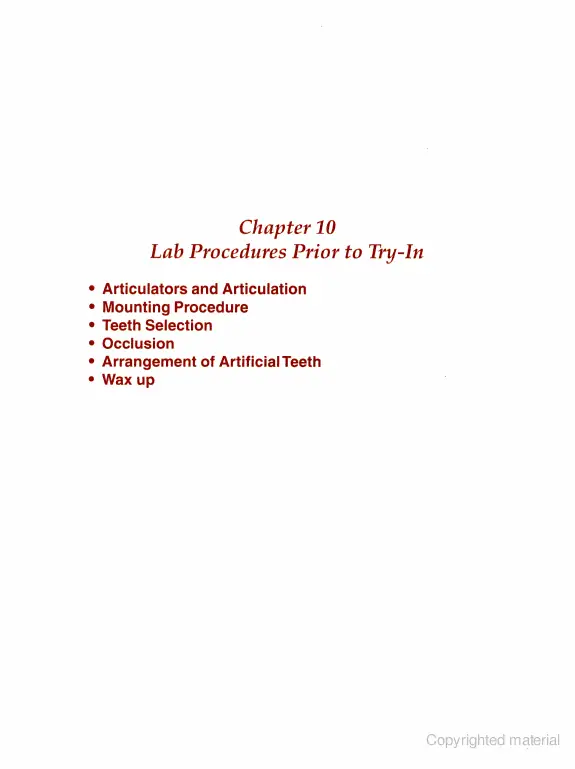 Chapter 10
Lab Procedures Prior to Try-In
• Articulators and Articulation
• Mounting Procedure
• Teeth Selection
• Occlusion
• Arrangement of Artificial Teeth
• Wax up
Copyrighted material